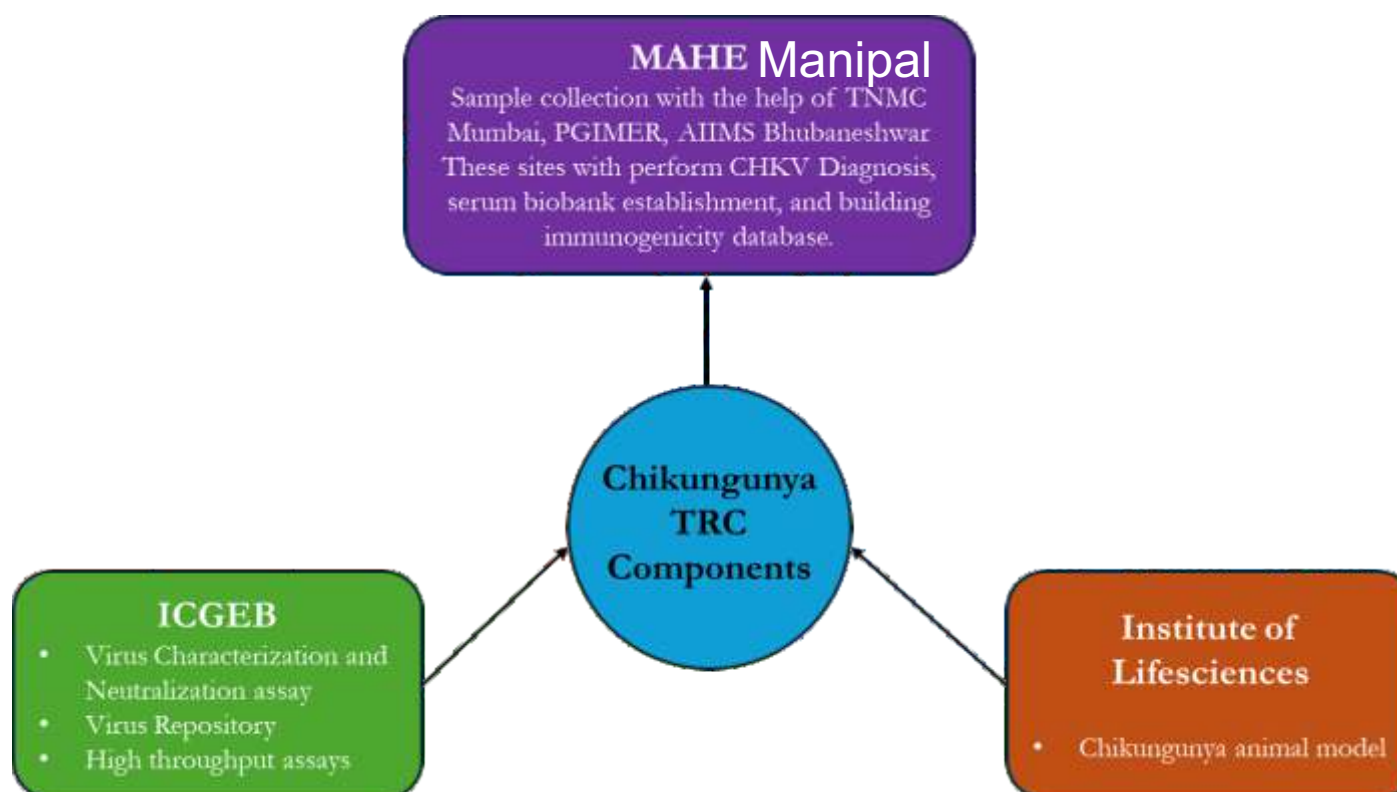 MAHE Manipal
Sample collection with the help of TNMC
Mumbai, PGIMER, AIIMS Bhubaneshwar
These sites with perform CHKV Diagnosis,
serum biobank establishment, and building
immunogenicity database.
Chikungunya
TRC
Components
ICGEB
• Virus Characterization and
Neutralization assay
• Virus Repository
• High throughput assays
Institute of
Lifesciences
• Chikungunya animal model